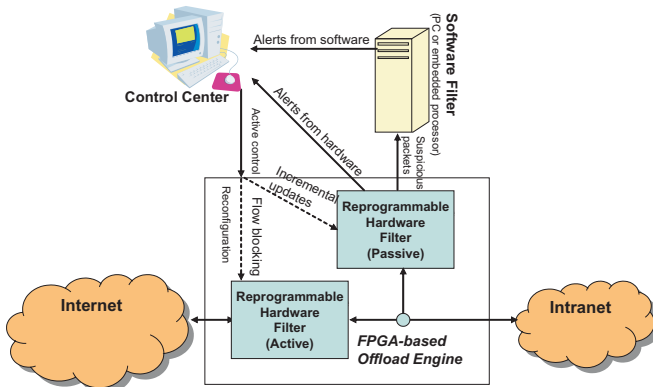 Alerts from software
Software Filter
(PC or embedded processor)
Control Center
Alerts from hardware
Active control
Suspicious
packets
Incremental
updates
Reprogrammable
Hardware
Filter
(Passive)
Flow blocking
Reconfiguration
Internet
Reprogrammable
Hardware
Filter
(Active)
FPGA-based
Offload Engine
Intranet